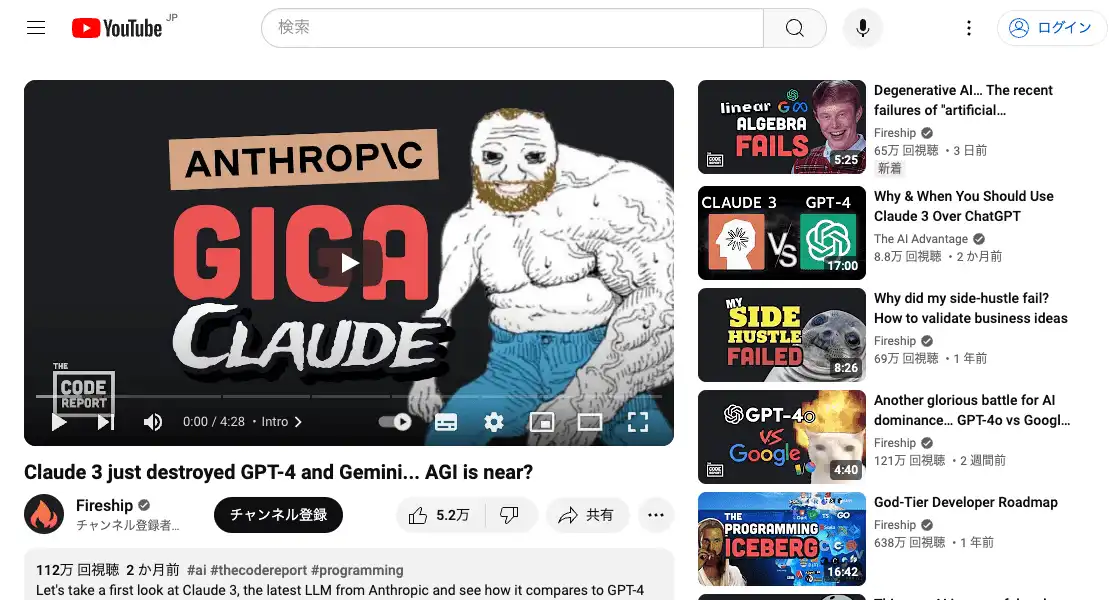 YouTube JP
検索
ログイン
ANTHROP\C
GIGA
CLAUDE
THE
CODE
REPORT
0:00 / 4:28 • Intro
Claude 3 just destroyed GPT-4 and Gemini... AGI is near?
Fireship
チャンネル登録者...
チャンネル登録
5.2万
共有
112万 回視聴 2 か月前 #ai #thecodereport #programming
Let's take a first look at Claude 3, the latest LLM from Anthropic and see how it compares to GPT-4
linear
ALGEBRA
FAILS
5:25
Degenerative AI… The recent
failures of "artificial…
Fireship
65万 回視聴 • 3 日前
新着
CLAUDE 3 GPT-4
VS
17:00
Why & When You Should Use
Claude 3 Over ChatGPT
The AI Advantage
8.8万 回視聴 • 2 か月前
MY
SIDE
HUSTLE
FAILED
8:26
Why did my side-hustle fail?
How to validate business ideas
Fireship
69万 回視聴 • 1 年前
GPT-4o
VS
Google
4:40
Another glorious battle for AI
dominance… GPT-4o vs Googl…
Fireship
121万 回視聴 • 2 週間前
THE
PROGRAMMING
ICEBERG
16:42
God-Tier Developer Roadmap
Fireship
638万 回視聴 • 1 年前